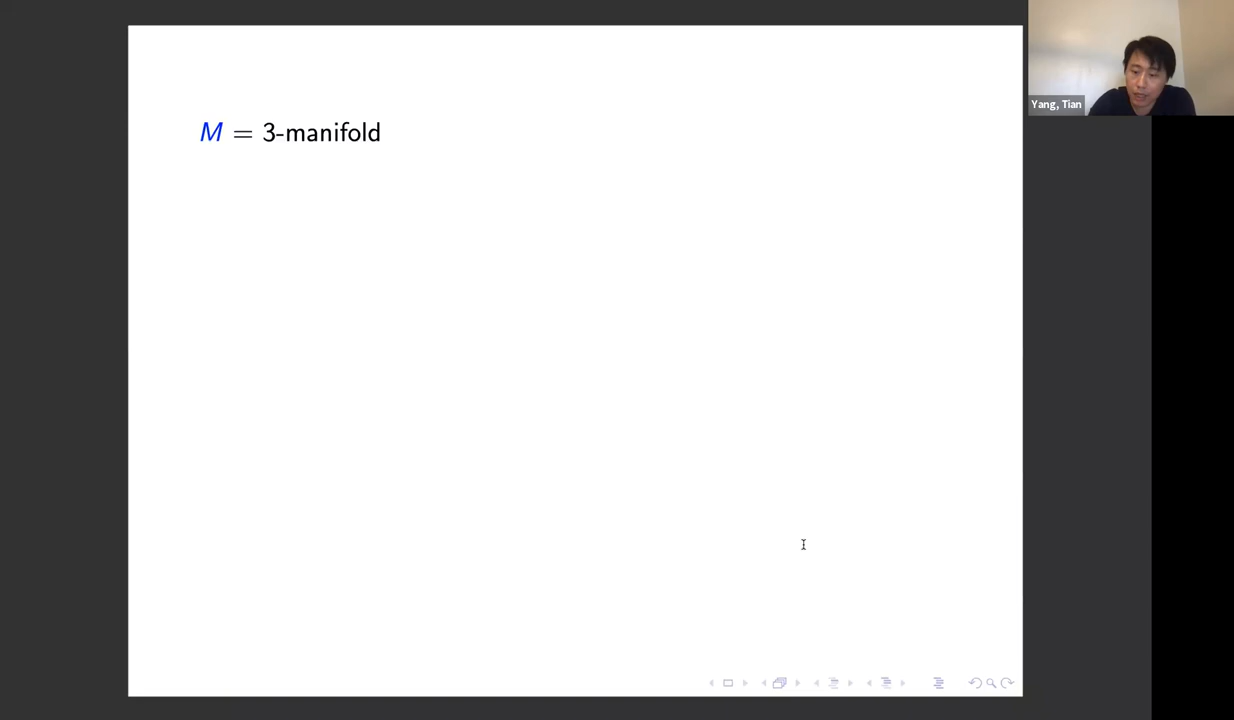 Yang, Tian
M = 3-manifold